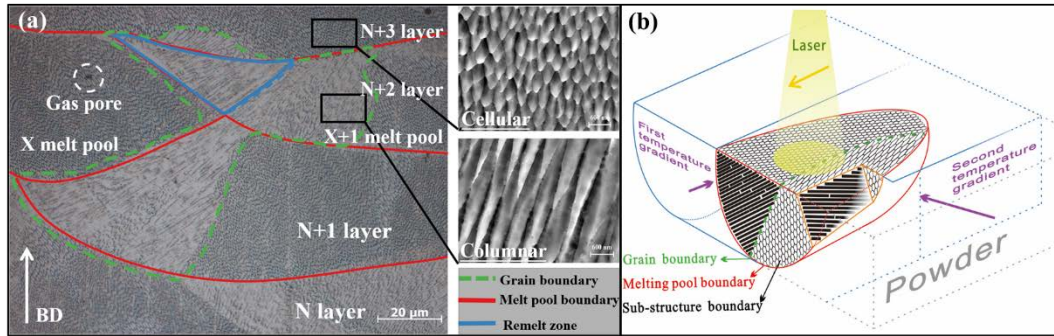 (a)
N+3 layer
N+2 layer
Gas pore
X melt pool
X+1 melt pool
N+1 layer
N layer
BD
20 μm
Cellular
Columnar
600 nm
Grain boundary
Melt pool boundary
Remelt zone
(b)
Laser
First
temperature
gradient
Second
temperature
gradient
Powder
Grain boundary
Melting pool boundary
Sub-structure boundary